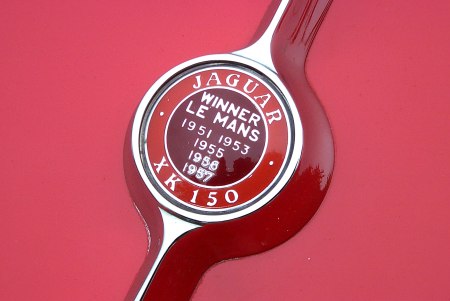 JAGUAR
WINNER
LE MANS
1951 1953
1955
1956
1957
XK 150